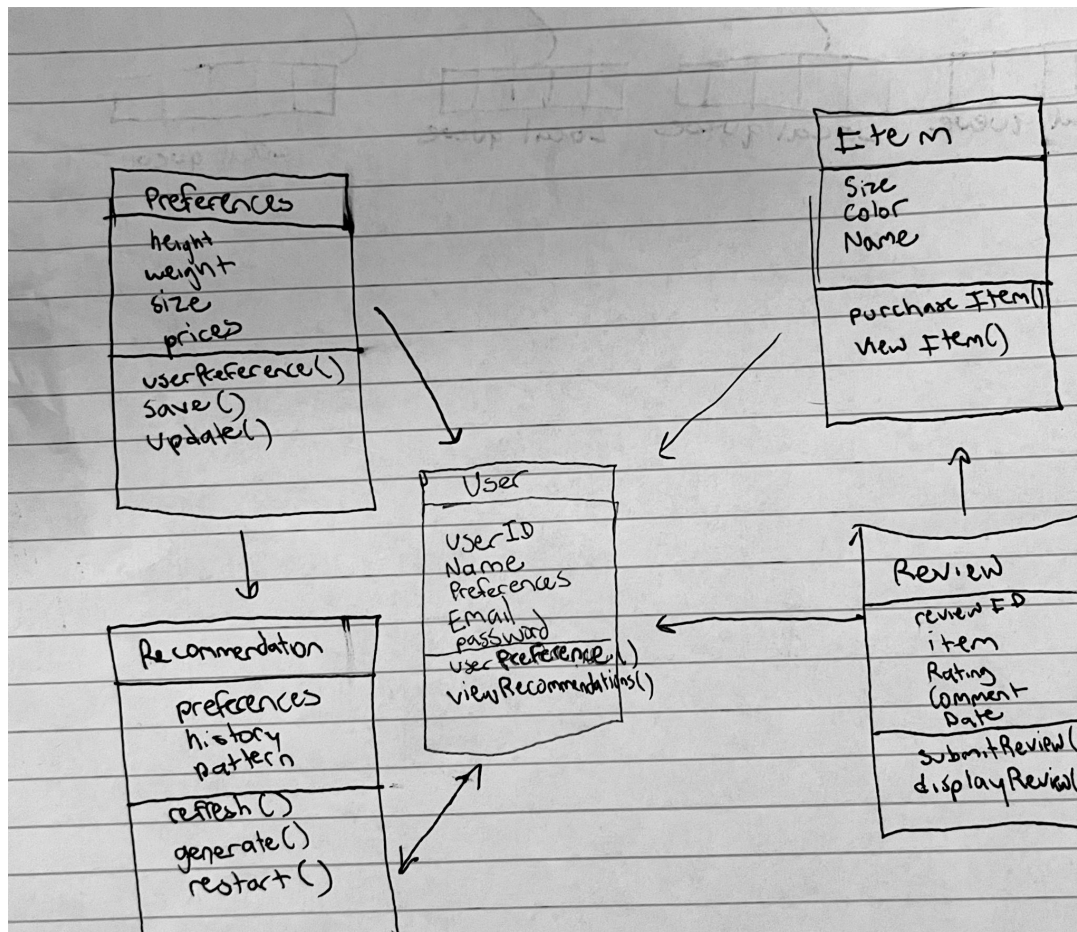 Preferences
height
weight
size
prices
userPreference()
save()
update()
Item
Size
Color
Name
purchase Item()
view Item()
User
UserID
Name
Preferences
Email
password
userPreference()
viewRecommendations()
Recommendation
preferences
history
pattern
refresh()
generate()
restart()
Review
reviewID
item
Rating
Comment
Date
submitReview(
displayReview(